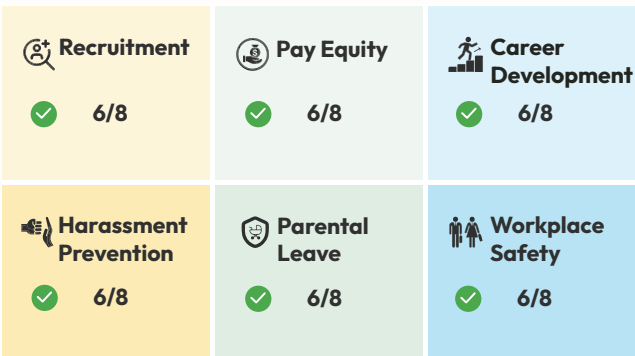 Recruitment
6/8
Pay Equity
6/8
Career
Development
6/8
Harassment
Prevention
6/8
Parental
Leave
6/8
Workplace
Safety
6/8